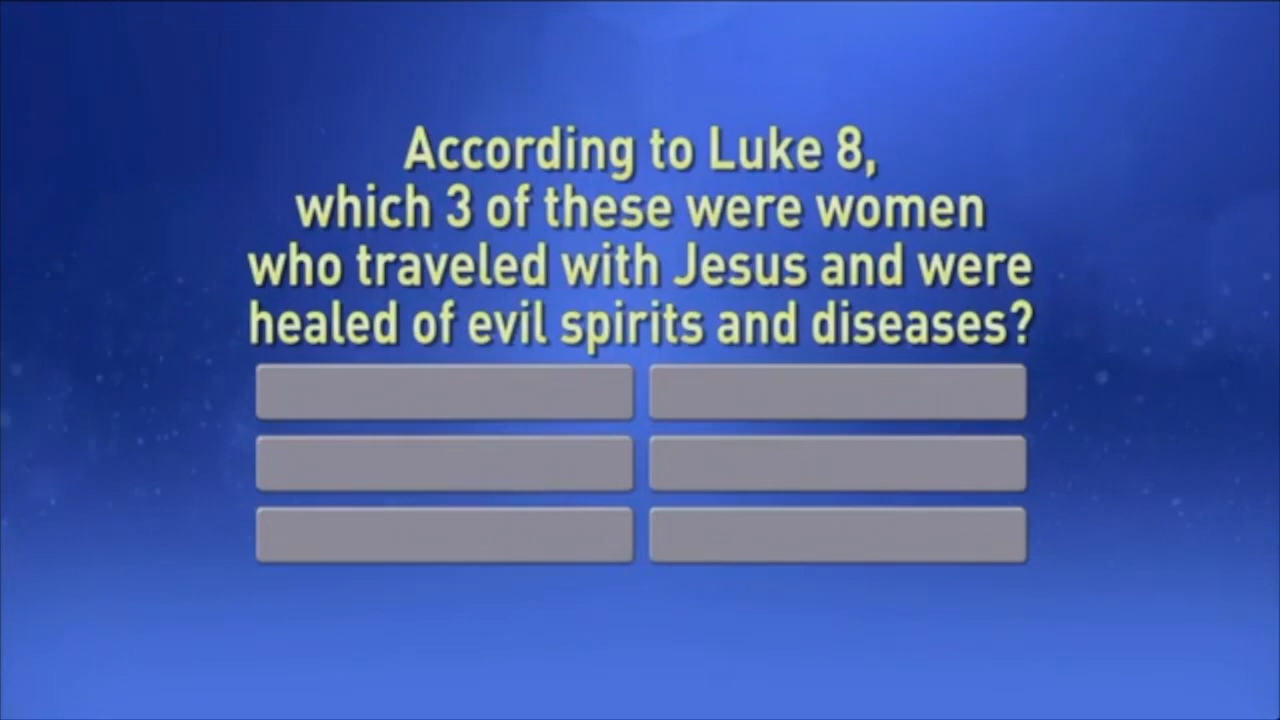 According to Luke 8,
which 3 of these were women
who traveled with Jesus and were
healed of evil spirits and diseases?